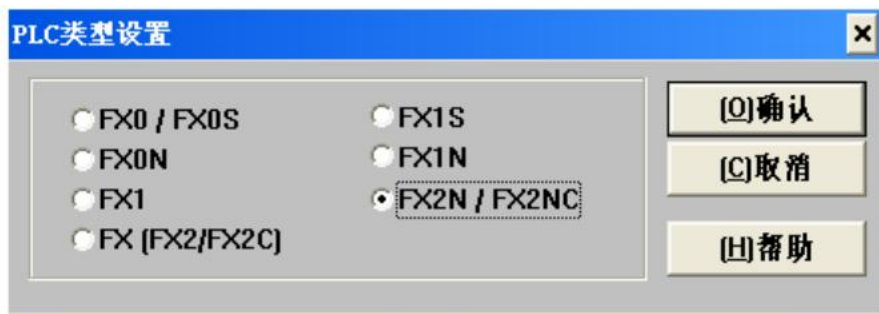 PLC类型设置
FX0 / FX0S
FX0N
FX1
FX (FX2/FX2C)
FX1S
FX1N
FX2N / FX2NC
(O)确认
(C)取消
(H)帮助